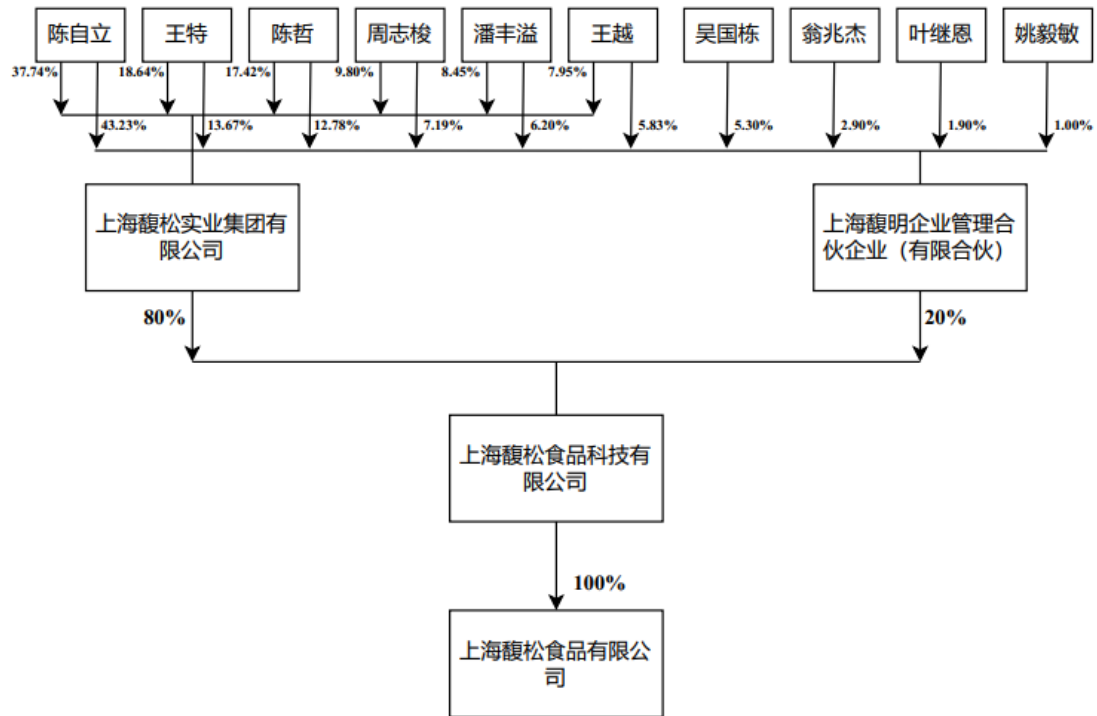 陈自立 王特 陈哲 周志梭 潘丰溢 王越 吴国栋 翁兆杰 叶继恩 姚毅敏
37.74% 18.64% 17.42% 9.80% 8.45% 7.95%
43.23% 13.67% 12.78% 7.19% 6.20% 5.83% 5.30% 2.90% 1.90% 1.00%
上海馥松实业集团有
限公司
上海馥明企业管理合
伙企业（有限合伙）
80% 20%
上海馥松食品科技有
限公司
100%
上海馥松食品有限公
司